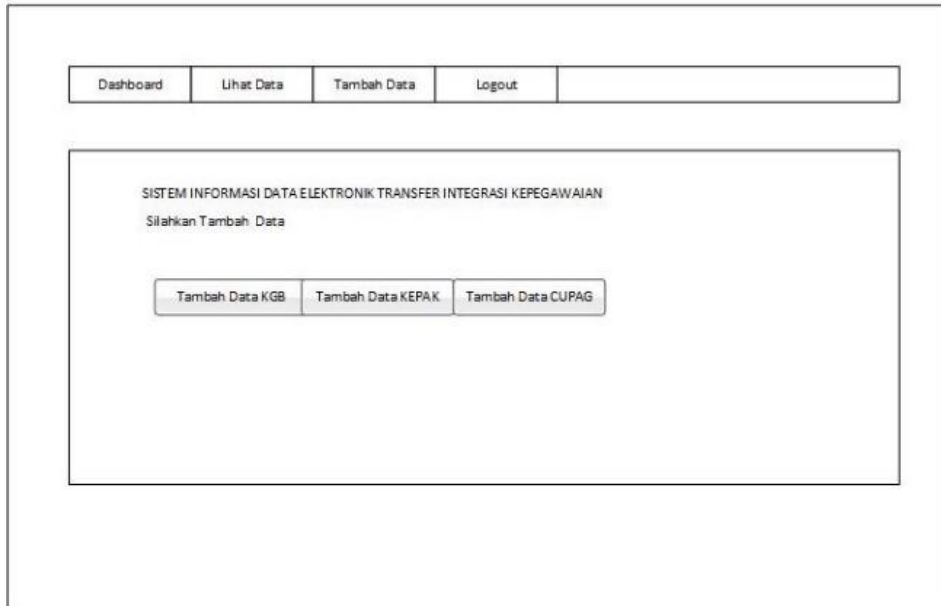 Dashboard Lihat Data Tambah Data Logout
SISTEM INFORMASI DATA ELEKTRONIK TRANSFER INTEGRASI KEPEGAWAIAN
Silahkan Tambah Data
Tambah Data KGB Tambah Data KEPAK Tambah Data CUPAG